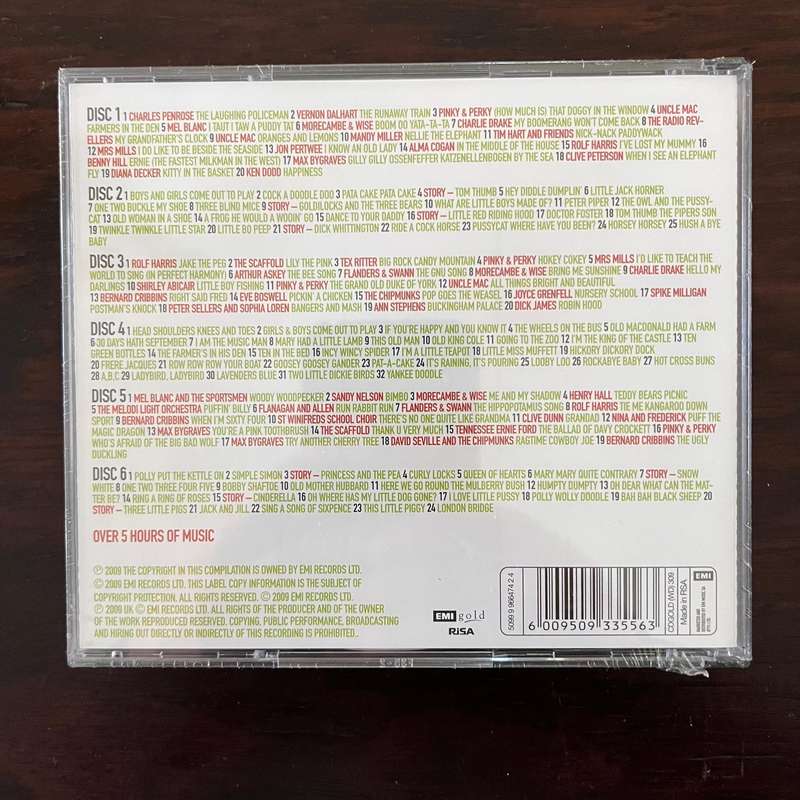 DISC 1 1 CHARLES PENROSE THE LAUGHING POLICEMAN 2 VERNON DALHART THE RUNAWAY TRAIN 3 PINKY & PERKY (HOW MUCH IS) THAT DOGGY IN THE WINDOW 4 UNCLE MAC
FARMERS IN THE DEN 5 MEL BLANC I TAUT I TAW A PUDDY TAT 6 MORECAMBE & WISE BOOM OO YATA-TA-TA 7 CHARLIE DRAKE MY BOOMERANG WON'T COME BACK 8 THE RADIO REV-
ELLERS MY GRANDFATHER'S CLOCK 9 UNCLE MAC ORANGES AND LEMONS 10 MANDY MILLER NELLIE THE ELEPHANT 11 TIM HART AND FRIENDS NICK-NACK PADDYWACK
12 MRS MILLS I DO LIKE TO BE BESIDE THE SEASIDE 13 JON PERTWEE I KNOW AN OLD LADY 14 ALMA COGAN IN THE MIDDLE OF THE HOUSE 15 ROLF HARRIS I'VE LOST MY MUMMY 16
BENNY HILL ERNIE (THE FASTEST MILKMAN IN THE WEST) 17 MAX BYGRAVES GILLY GILLY OSSENFEFFER KATZENELLENBOGEN BY THE SEA 18 CLIVE PETERSON WHEN I SEE AN ELEPHANT
FLY 19 DIANA DECKER KITTY IN THE BASKET 20 KEN DODD HAPPINESS
DISC 2 1 BOYS AND GIRLS COME OUT TO PLAY 2 COCK A DOODLE DOO 3 PATA CAKE PATA CAKE 4 STORY – TOM THUMB 5 HEY DIDDLE DUMPLIN' 6 LITTLE JACK HORNER
7 ONE TWO BUCKLE MY SHOE 8 THREE BLIND MICE 9 STORY – GOLDILOCKS AND THE THREE BEARS 10 WHAT ARE LITTLE BOYS MADE OF? 11 PETER PIPER 12 THE OWL AND THE PUSSY-
CAT 13 OLD WOMAN IN A SHOE 14 A FROG HE WOULD A WOOIN' GO 15 DANCE TO YOUR DADDY 16 STORY – LITTLE RED RIDING HOOD 17 DOCTOR FOSTER 18 TOM THUMB THE PIPERS SON
19 TWINKLE TWINKLE LITTLE STAR 20 LITTLE BO PEEP 21 STORY – DICK WHITTINGTON 22 RIDE A COCK HORSE 23 PUSSYCAT WHERE HAVE YOU BEEN? 24 HORSEY HORSEY 25 HUSH A BYE
BABY
DISC 3 1 ROLF HARRIS JAKE THE PEG 2 THE SCAFFOLD LILY THE PINK 3 TEX RITTER BIG ROCK CANDY MOUNTAIN 4 PINKY & PERKY HOKEY COKEY 5 MRS MILLS I'D LIKE TO TEACH THE
WORLD TO SING (IN PERFECT HARMONY) 6 ARTHUR ASKEY THE BEE SONG 7 FLANDERS & SWANN THE GNU SONG 8 MORECAMBE & WISE BRING ME SUNSHINE 9 CHARLIE DRAKE HELLO MY
DARLINGS 10 SHIRLEY ABICAIR LITTLE BOY FISHING 11 PINKY & PERKY THE GRAND OLD DUKE OF YORK 12 UNCLE MAC ALL THINGS BRIGHT AND BEAUTIFUL
13 BERNARD CRIBBINS RIGHT SAID FRED 14 EVE BOSWELL PICKIN' A CHICKEN 15 THE CHIPMUNKS POP GOES THE WEASEL 16 JOYCE GRENFELL NURSERY SCHOOL 17 SPIKE MILLIGAN
POSTMAN'S KNOCK 18 PETER SELLERS AND SOPHIA LOREN BANGERS AND MASH 19 ANN STEPHENS BUCKINGHAM PALACE 20 DICK JAMES ROBIN HOOD
DISC 4 1 HEAD SHOULDERS KNEES AND TOES 2 GIRLS & BOYS COME OUT TO PLAY 3 IF YOU'RE HAPPY AND YOU KNOW IT 4 THE WHEELS ON THE BUS 5 OLD MACDONALD HAD A FARM
6 30 DAYS HATH SEPTEMBER 7 I AM THE MUSIC MAN 8 MARY HAD A LITTLE LAMB 9 THIS OLD MAN 10 OLD KING COLE 11 GOING TO THE ZOO 12 I'M THE KING OF THE CASTLE 13 TEN
GREEN BOTTLES 14 THE FARMER'S IN HIS DEN 15 TEN IN THE BED 16 INCY WINCY SPIDER 17 I'M A LITTLE TEAPOT 18 LITTLE MISS MUFFETT 19 HICKORY DICKORY DOCK
20 FRERE JACQUES 21 ROW ROW ROW YOUR BOAT 22 GOOSEY GOOSEY GANDER 23 PAT-A-CAKE 24 IT'S RAINING, IT'S POURING 25 LOOBY LOO 26 ROCKABYE BABY 27 HOT CROSS BUNS
28 A,B,C 29 LADYBIRD, LADYBIRD 30 LAVENDERS BLUE 31 TWO LITTLE DICKIE BIRDS 32 YANKEE DOODLE
DISC 5 1 MEL BLANC AND THE SPORTSMEN WOODY WOODPECKER 2 SANDY NELSON BIMBO 3 MORECAMBE & WISE ME AND MY SHADOW 4 HENRY HALL TEDDY BEARS PICNIC
5 THE MELODI LIGHT ORCHESTRA PUFFIN' BILLY 6 FLANAGAN AND ALLEN RUN RABBIT RUN 7 FLANDERS & SWANN THE HIPPOPOTAMUS SONG 8 ROLF HARRIS TIE ME KANGAROO DOWN
SPORT 9 BERNARD CRIBBINS WHEN I'M SIXTY FOUR 10 ST WINIFREDS SCHOOL CHOIR THERE'S NO ONE QUITE LIKE GRANDMA 11 CLIVE DUNN GRANDAD 12 NINA AND FREDERICK PUFF THE
MAGIC DRAGON 13 MAX BYGRAVES YOU'RE A PINK TOOTHBRUSH 14 THE SCAFFOLD THANK U VERY MUCH 15 TENNESSEE ERNIE FORD THE BALLAD OF DAVY CROCKETT 16 PINKY & PERKY
WHO'S AFRAID OF THE BIG BAD WOLF 17 MAX BYGRAVES TRY ANOTHER CHERRY TREE 18 DAVID SEVILLE AND THE CHIPMUNKS RAGTIME COWBOY JOE 19 BERNARD CRIBBINS THE UGLY
DUCKLING
DISC 6 1 POLLY PUT THE KETTLE ON 2 SIMPLE SIMON 3 STORY – PRINCESS AND THE PEA 4 CURLY LOCKS 5 QUEEN OF HEARTS 6 MARY MARY QUITE CONTRARY 7 STORY – SNOW
WHITE 8 ONE TWO THREE FOUR FIVE 9 BOBBY SHAFTOE 10 OLD MOTHER HUBBARD 11 HERE WE GO ROUND THE MULBERRY BUSH 12 HUMPTY DUMPTY 13 OH DEAR WHAT CAN THE MAT-
TER BE? 14 RING A RING OF ROSES 15 STORY – CINDERELLA 16 OH WHERE HAS MY LITTLE DOG GONE? 17 I LOVE LITTLE PUSSY 18 POLLY WOLLY DOODLE 19 BAH BAH BLACK SHEEP 20
STORY – THREE LITTLE PIGS 21 JACK AND JILL 22 SING A SONG OF SIXPENCE 23 THIS LITTLE PIGGY 24 LONDON BRIDGE
OVER 5 HOURS OF MUSIC
℗ 2009 THE COPYRIGHT IN THIS COMPILATION IS OWNED BY EMI RECORDS LTD.
© 2009 EMI RECORDS LTD. THIS LABEL COPY INFORMATION IS THE SUBJECT OF
COPYRIGHT PROTECTION. ALL RIGHTS RESERVED. © 2009 EMI RECORDS LTD.
℗ 2009 UK © EMI RECORDS LTD. ALL RIGHTS OF THE PRODUCER AND OF THE OWNER
OF THE WORK REPRODUCED RESERVED. COPYING, PUBLIC PERFORMANCE, BROADCASTING
AND HIRING OUT DIRECTLY OR INDIRECTLY OF THIS RECORDING IS PROHIBITED..
EMI gold
RiSA
5099 9 966474 2 4
6 009509 335563
CDGOLD (WD) 309
Made in RSA
EMI